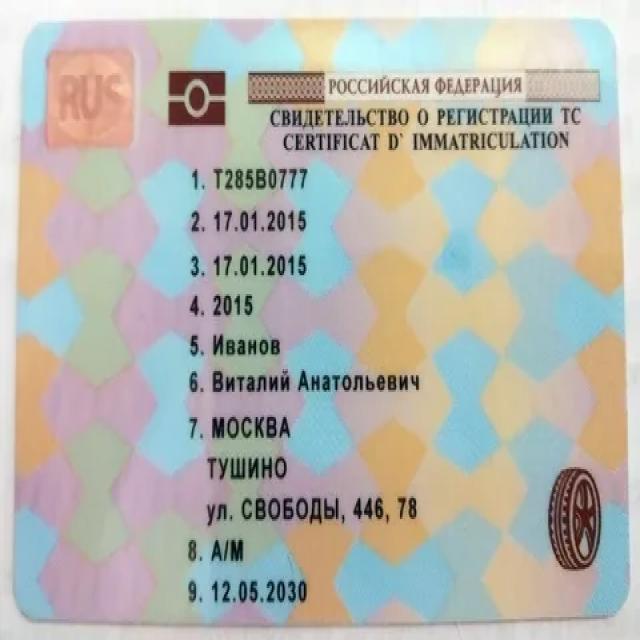 RUS
РОССИЙСКАЯ ФЕДЕРАЦИЯ
СВИДЕТЕЛЬСТВО О РЕГИСТРАЦИИ ТС
CERTIFICAT D` IMMATRICULATION
1. Т285В0777
2. 17.01.2015
3. 17.01.2015
4. 2015
5. Иванов
6. Виталий Анатольевич
7. МОСКВА
ТУШИНО
ул. СВОБОДЫ, 446, 78
8. А/М
9. 12.05.2030